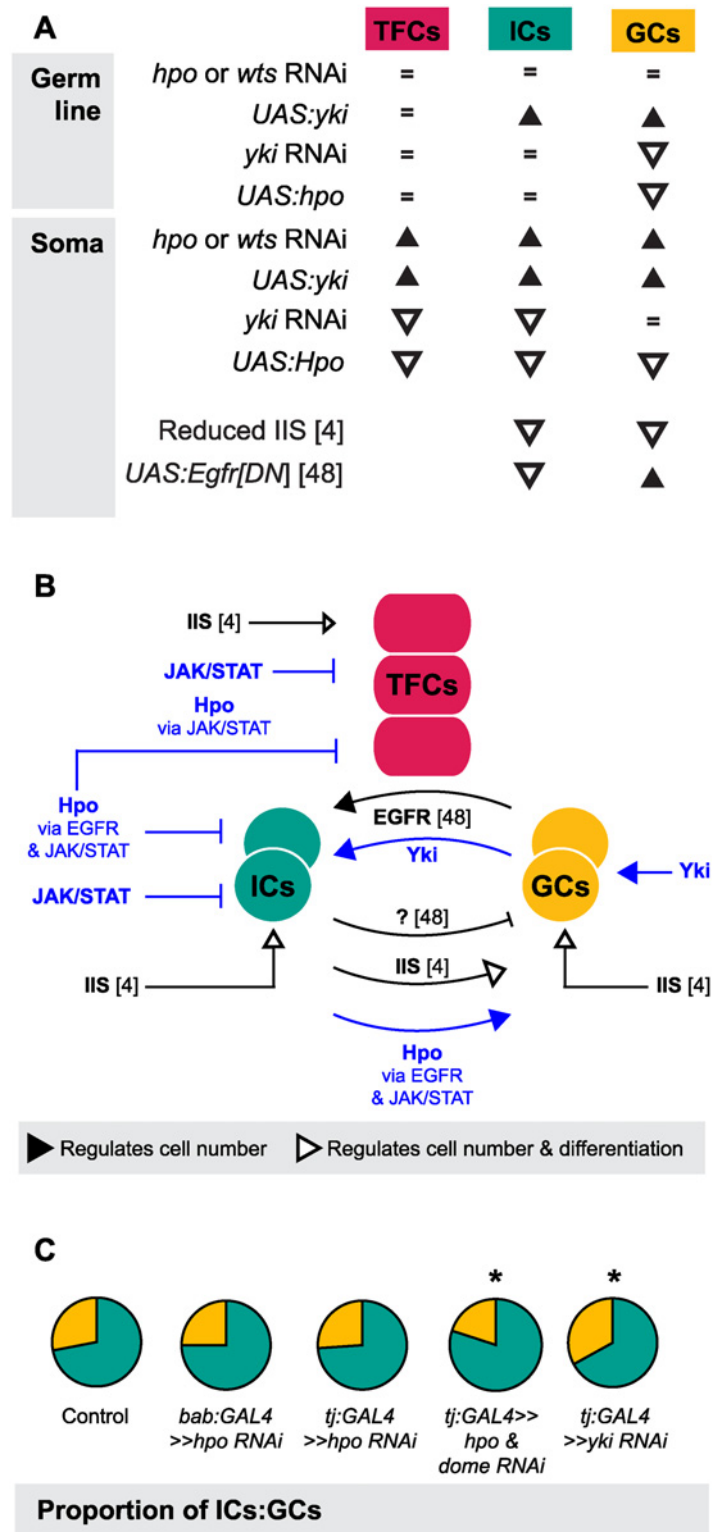 A
TFCs ICs GCs
Germ line
hpo or wts RNAi = = =
UAS:yki = ▲ ▲
yki RNAi = = ▽
UAS:hpo = = ▽
Soma
hpo or wts RNAi ▲ ▲ ▲
UAS:yki ▲ ▲ ▲
yki RNAi ▽ ▽ =
UAS:Hpo ▽ ▽ ▽
Reduced IIS [4] ▽ ▽
UAS:Egfr[DN] [48] ▽ ▲
B
IIS [4]
JAK/STAT
TFCs
Hpo
via JAK/STAT
Hpo
via EGFR
& JAK/STAT
EGFR [48]
Yki
JAK/STAT
ICs
GCs
Yki
? [48]
IIS [4]
IIS [4]
IIS [4]
Hpo
via EGFR
& JAK/STAT
Regulates cell number
Regulates cell number & differentiation
C
* *
Control
bab:GAL4
>>hpo RNAi
tj:GAL4
>>hpo RNAi
tj:GAL4>>
hpo &
dome RNAi
tj:GAL4
>>yki RNAi
Proportion of ICs:GCs